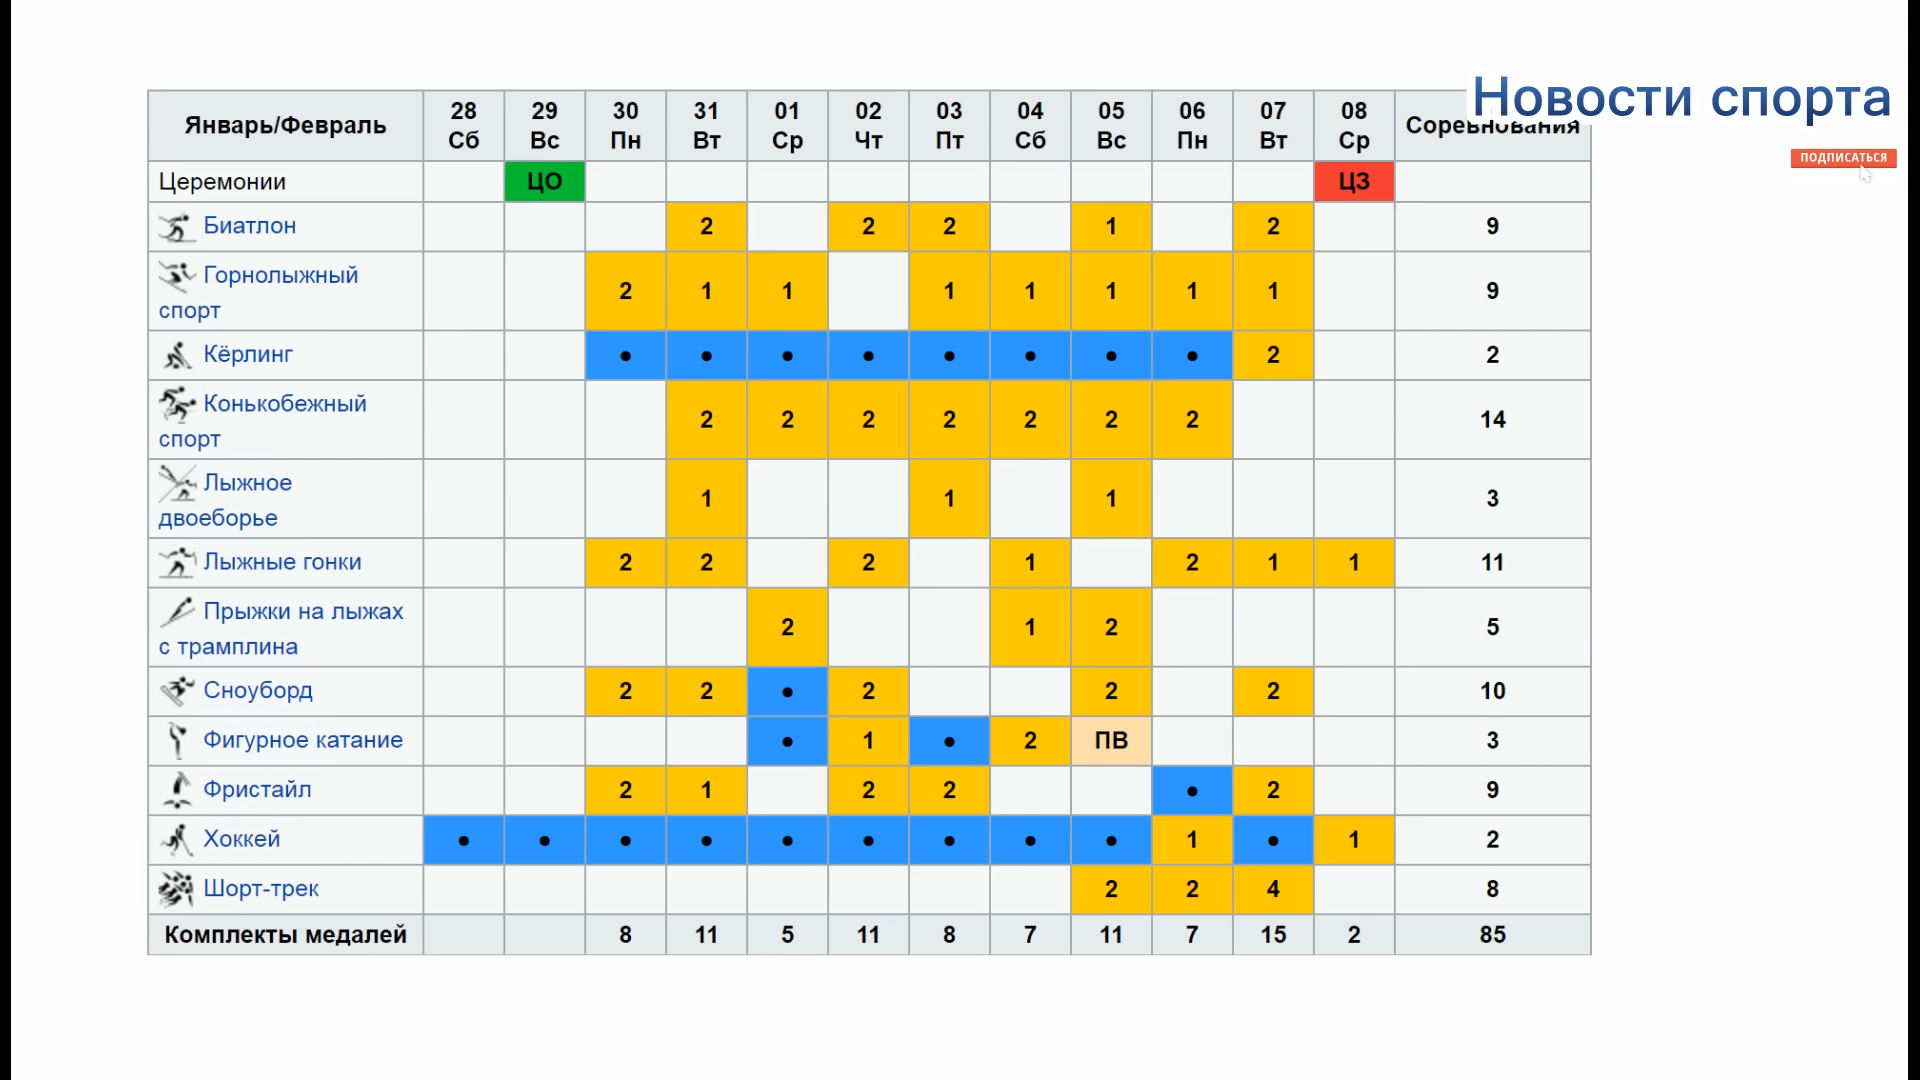 Новости спорта
ПОДПИСАТЬСЯ
Январь/Февраль 28 Сб 29 Вс 30 Пн 31 Вт 01 Ср 02 Чт 03 Пт 04 Сб 05 Вс 06 Пн 07 Вт 08 Ср Соревнования
Церемонии ЦО ЦЗ
Биатлон 2 2 2 1 2 9
Горнолыжный спорт 2 1 1 1 1 1 1 1 9
Кёрлинг • • • • • • • • 2 2
Конькобежный спорт 2 2 2 2 2 2 2 14
Лыжное двоеборье 1 1 1 3
Лыжные гонки 2 2 2 1 2 1 1 11
Прыжки на лыжах с трамплина 2 1 2 5
Сноуборд 2 2 • 2 2 2 10
Фигурное катание • 1 • 2 ПВ 3
Фристайл 2 1 2 2 • 2 9
Хоккей • • • • • • • • • 1 • 1 2
Шорт-трек 2 2 4 8
Комплекты медалей 8 11 5 11 8 7 11 7 15 2 85